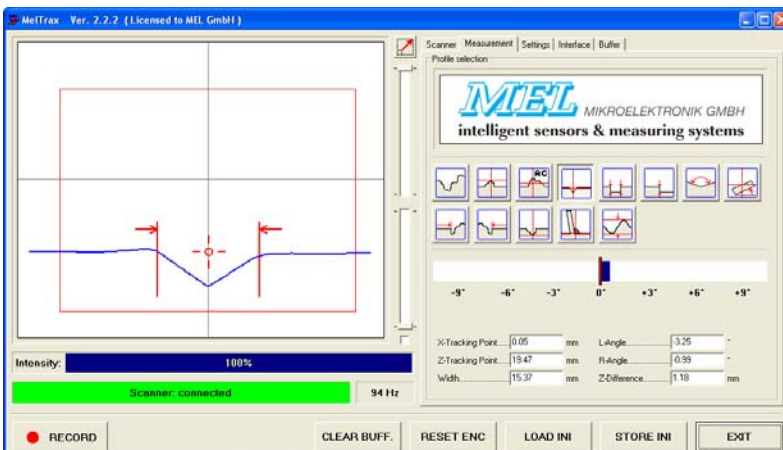 MelTrax Ver. 2.2.2 ( Licensed to MEL GmbH )
Scanner Measurement Settings Interface Buffer
Profile selection
MEL MIKROELEKTRONIK GMBH
intelligent sensors & measuring systems
AC
-9° -6° -3° 0° +3° +6° +9°
X-Tracking Point... 0.05 mm L-Angle... -3.25 °
Z-Tracking Point... 19.47 mm R-Angle... -0.99 °
Width... 15.37 mm Z-Difference... 1.18 mm
Intensity: 100%
Scanner: connected 94 Hz
RECORD CLEAR BUFF. RESET ENC LOAD INI STORE INI EXIT